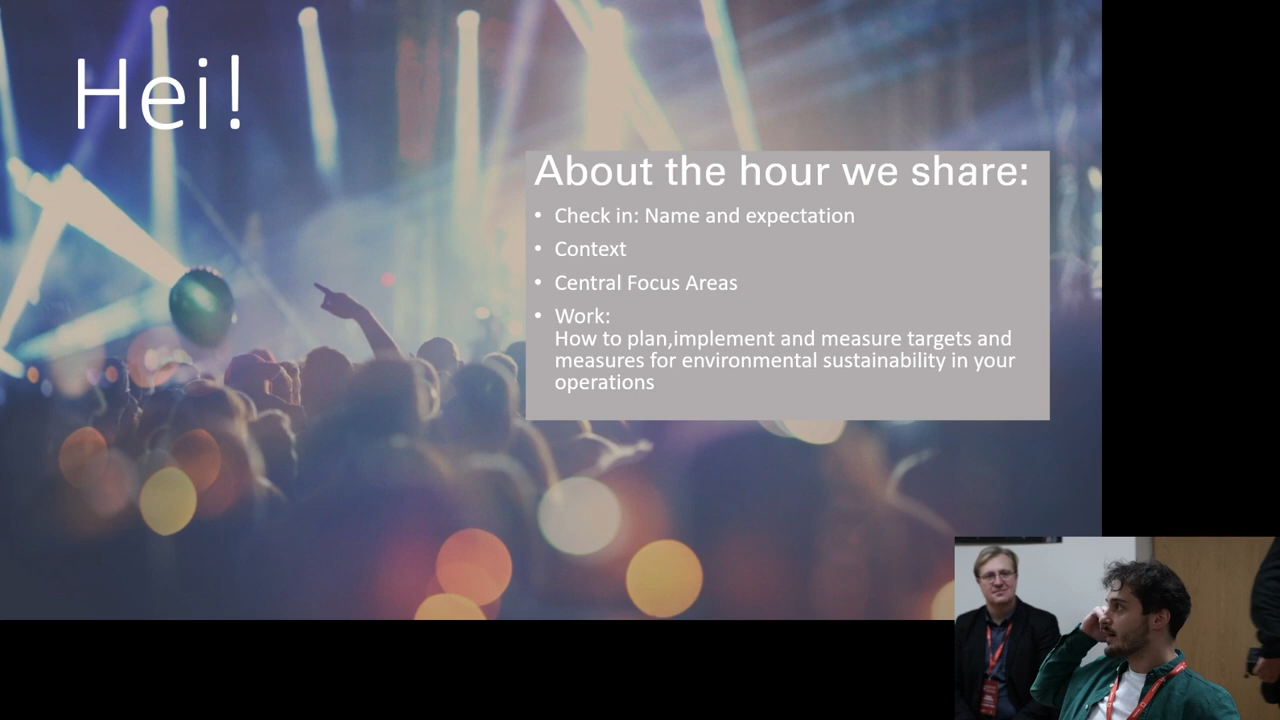 Hei!
About the hour we share:
• Check in: Name and expectation
• Context
• Central Focus Areas
• Work:
How to plan,implement and measure targets and
measures for environmental sustainability in your
operations